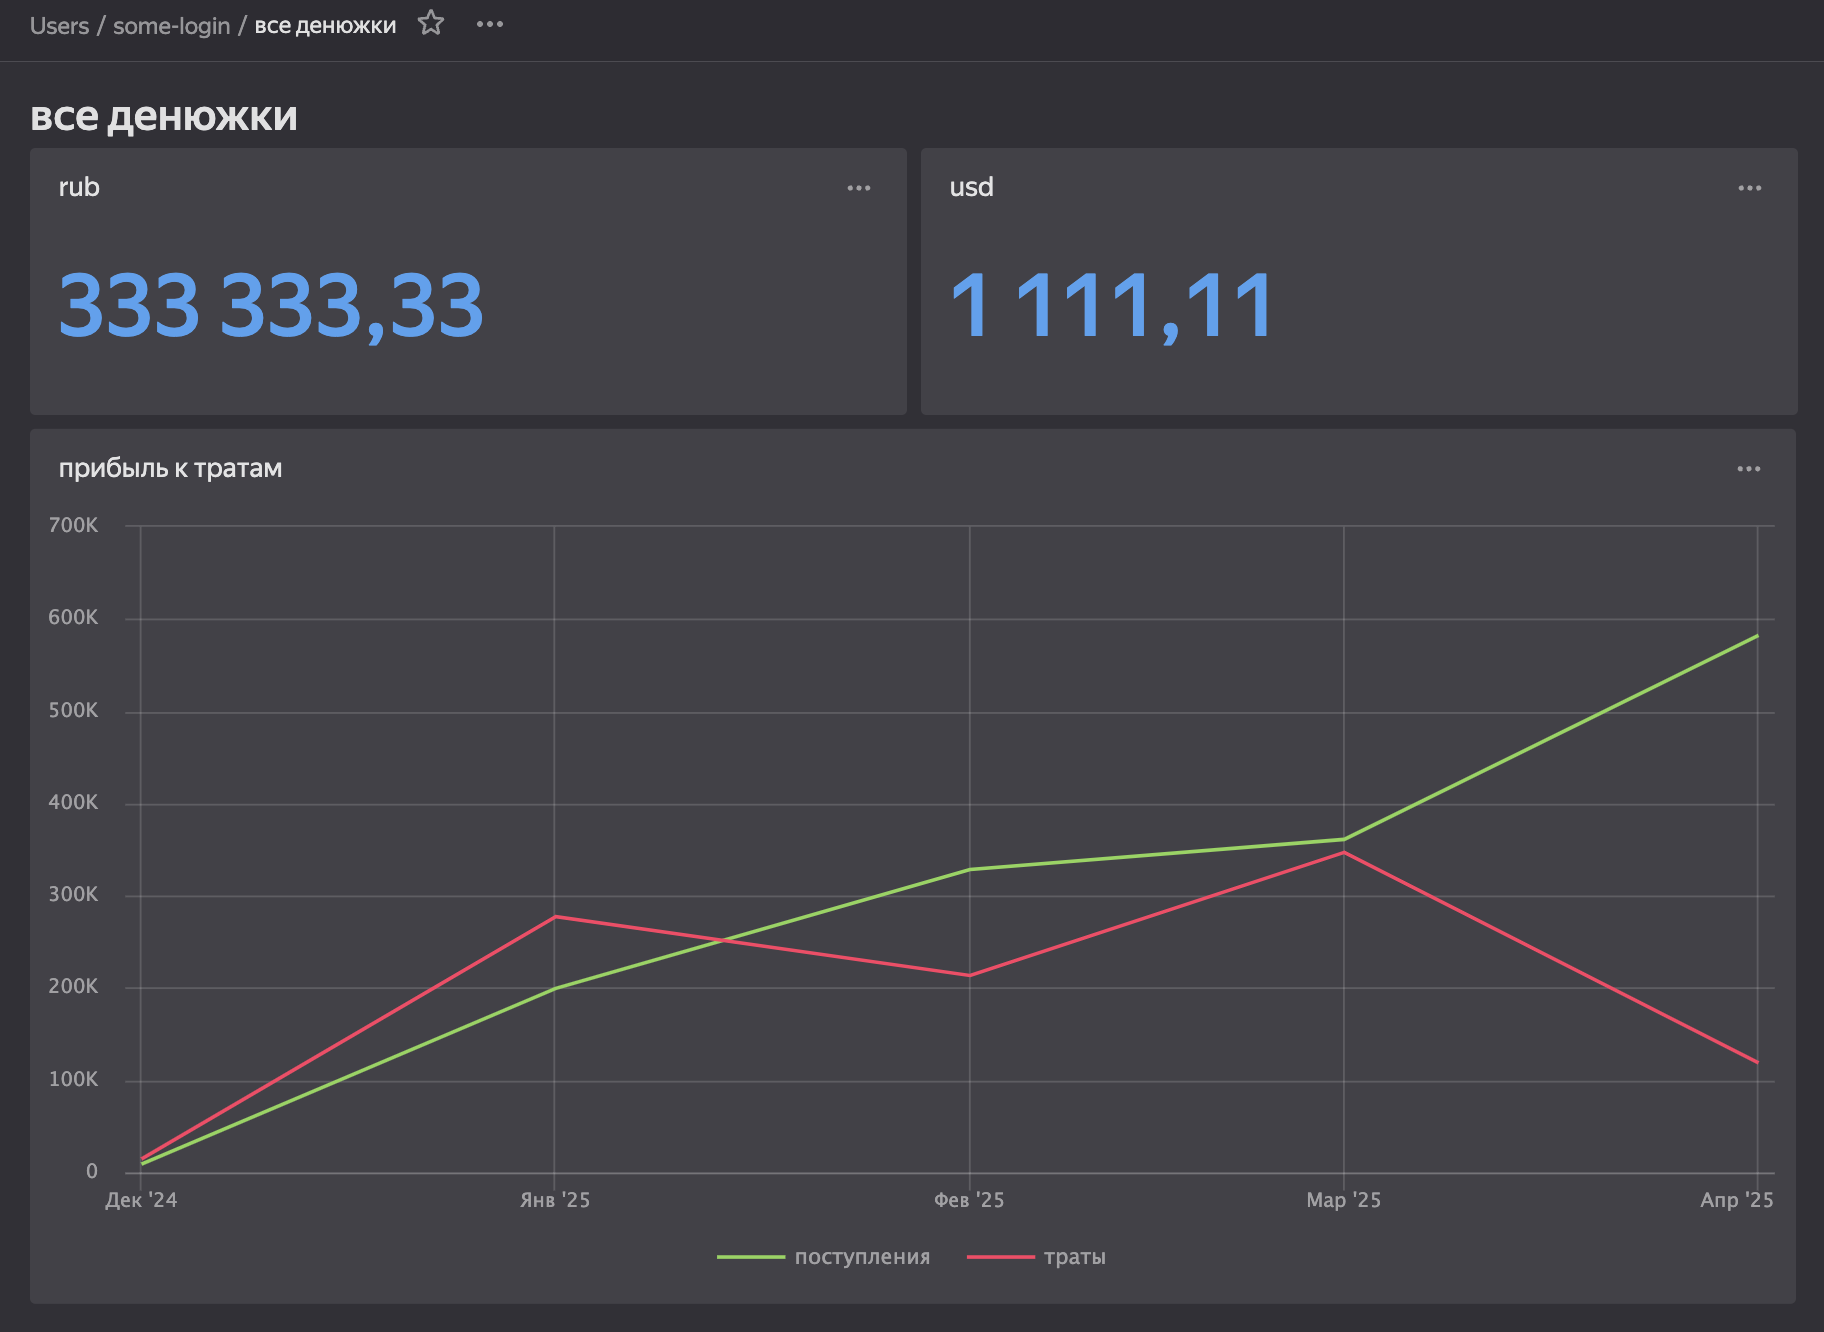 Users / some-login / все денюжки
все денюжки
rub
333 333,33
usd
1 111,11
прибыль к тратам
700K
600K
500K
400K
300K
200K
100K
0
Дек '24 Янв '25 Фев '25 Мар '25 Апр '25
поступления траты